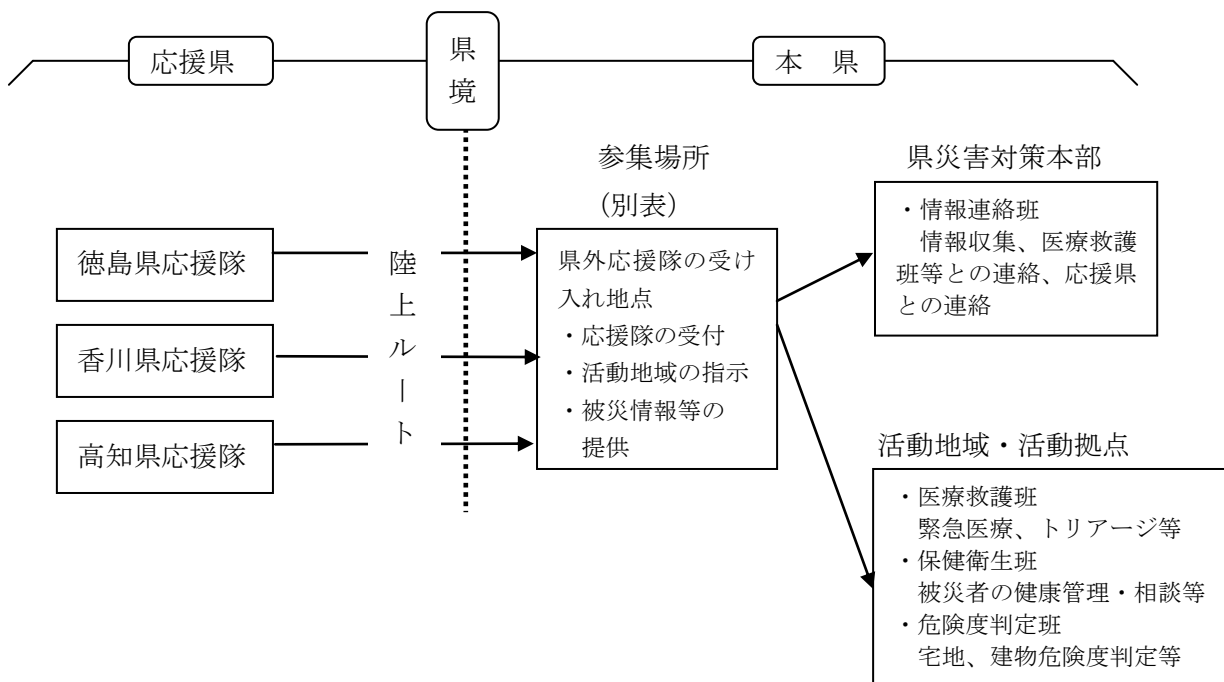 応援県
県
境
本　県
参集場所
(別表)
県災害対策本部
・情報連絡班
情報収集、医療救護
班等との連絡、応援県
との連絡
徳島県応援隊
香川県応援隊
高知県応援隊
陸上ルート
県外応援隊の受け
入れ地点
・応援隊の受付
・活動地域の指示
・被災情報等の
提供
活動地域・活動拠点
・医療救護班
緊急医療、トリアージ等
・保健衛生班
被災者の健康管理・相談等
・危険度判定班
宅地、建物危険度判定等